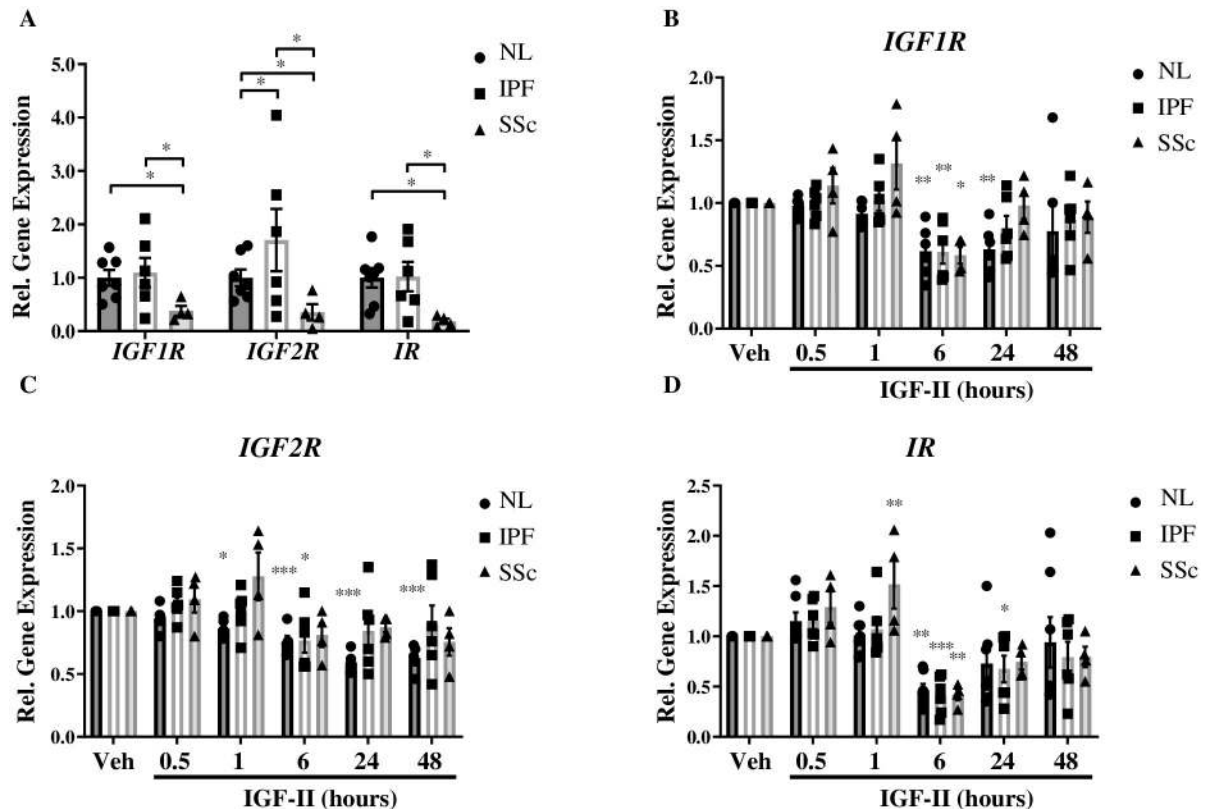 A
Rel. Gene Expression
5.0
4.0
3.0
2.0
1.0
0.0
* *
* * *
* *
IGF1R IGF2R IR
NL
IPF
SSc
B
IGF1R
Rel. Gene Expression
2.0
1.5
1.0
0.5
0.0
** ** * **
Veh 0.5 1 6 24 48
IGF-II (hours)
NL
IPF
SSc
C
IGF2R
Rel. Gene Expression
2.0
1.5
1.0
0.5
0.0
* *** * *** ***
Veh 0.5 1 6 24 48
IGF-II (hours)
NL
IPF
SSc
D
IR
Rel. Gene Expression
2.5
2.0
1.5
1.0
0.5
0.0
** ** *** ** *
Veh 0.5 1 6 24 48
IGF-II (hours)
NL
IPF
SSc